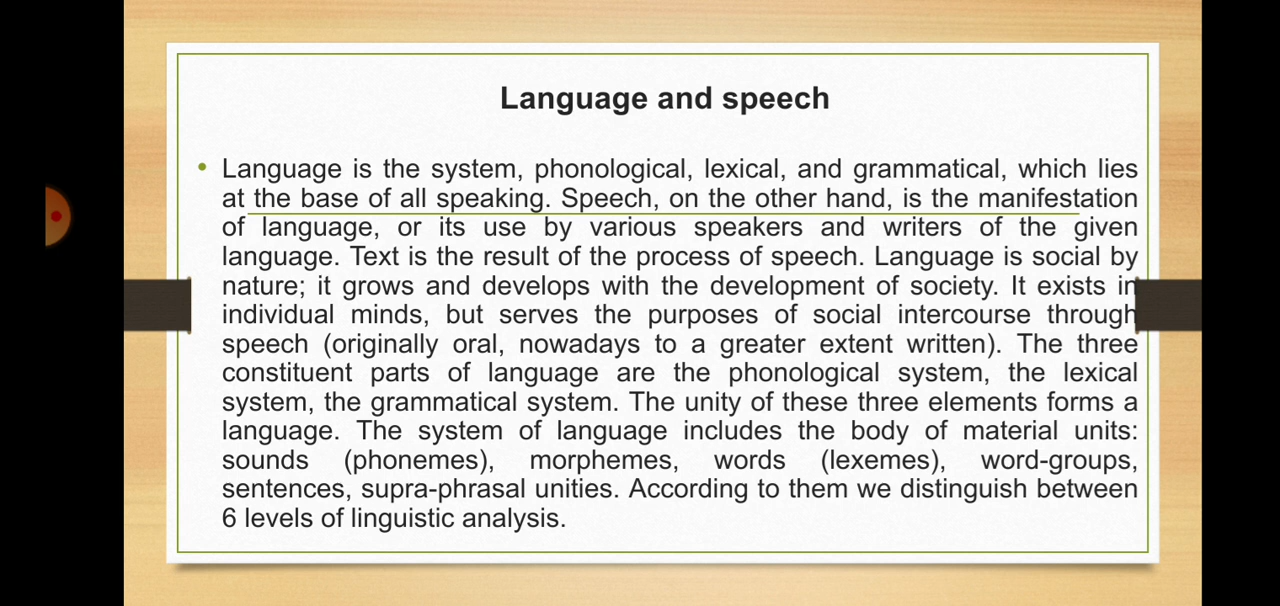 Language and speech
• Language is the system, phonological, lexical, and grammatical, which lies
at the base of all speaking. Speech, on the other hand, is the manifestation
of language, or its use by various speakers and writers of the given
language. Text is the result of the process of speech. Language is social by
nature; it grows and develops with the development of society. It exists in
individual minds, but serves the purposes of social intercourse through
speech (originally oral, nowadays to a greater extent written). The three
constituent parts of language are the phonological system, the lexical
system, the grammatical system. The unity of these three elements forms a
language. The system of language includes the body of material units:
sounds (phonemes), morphemes, words (lexemes), word-groups,
sentences, supra-phrasal unities. According to them we distinguish between
6 levels of linguistic analysis.